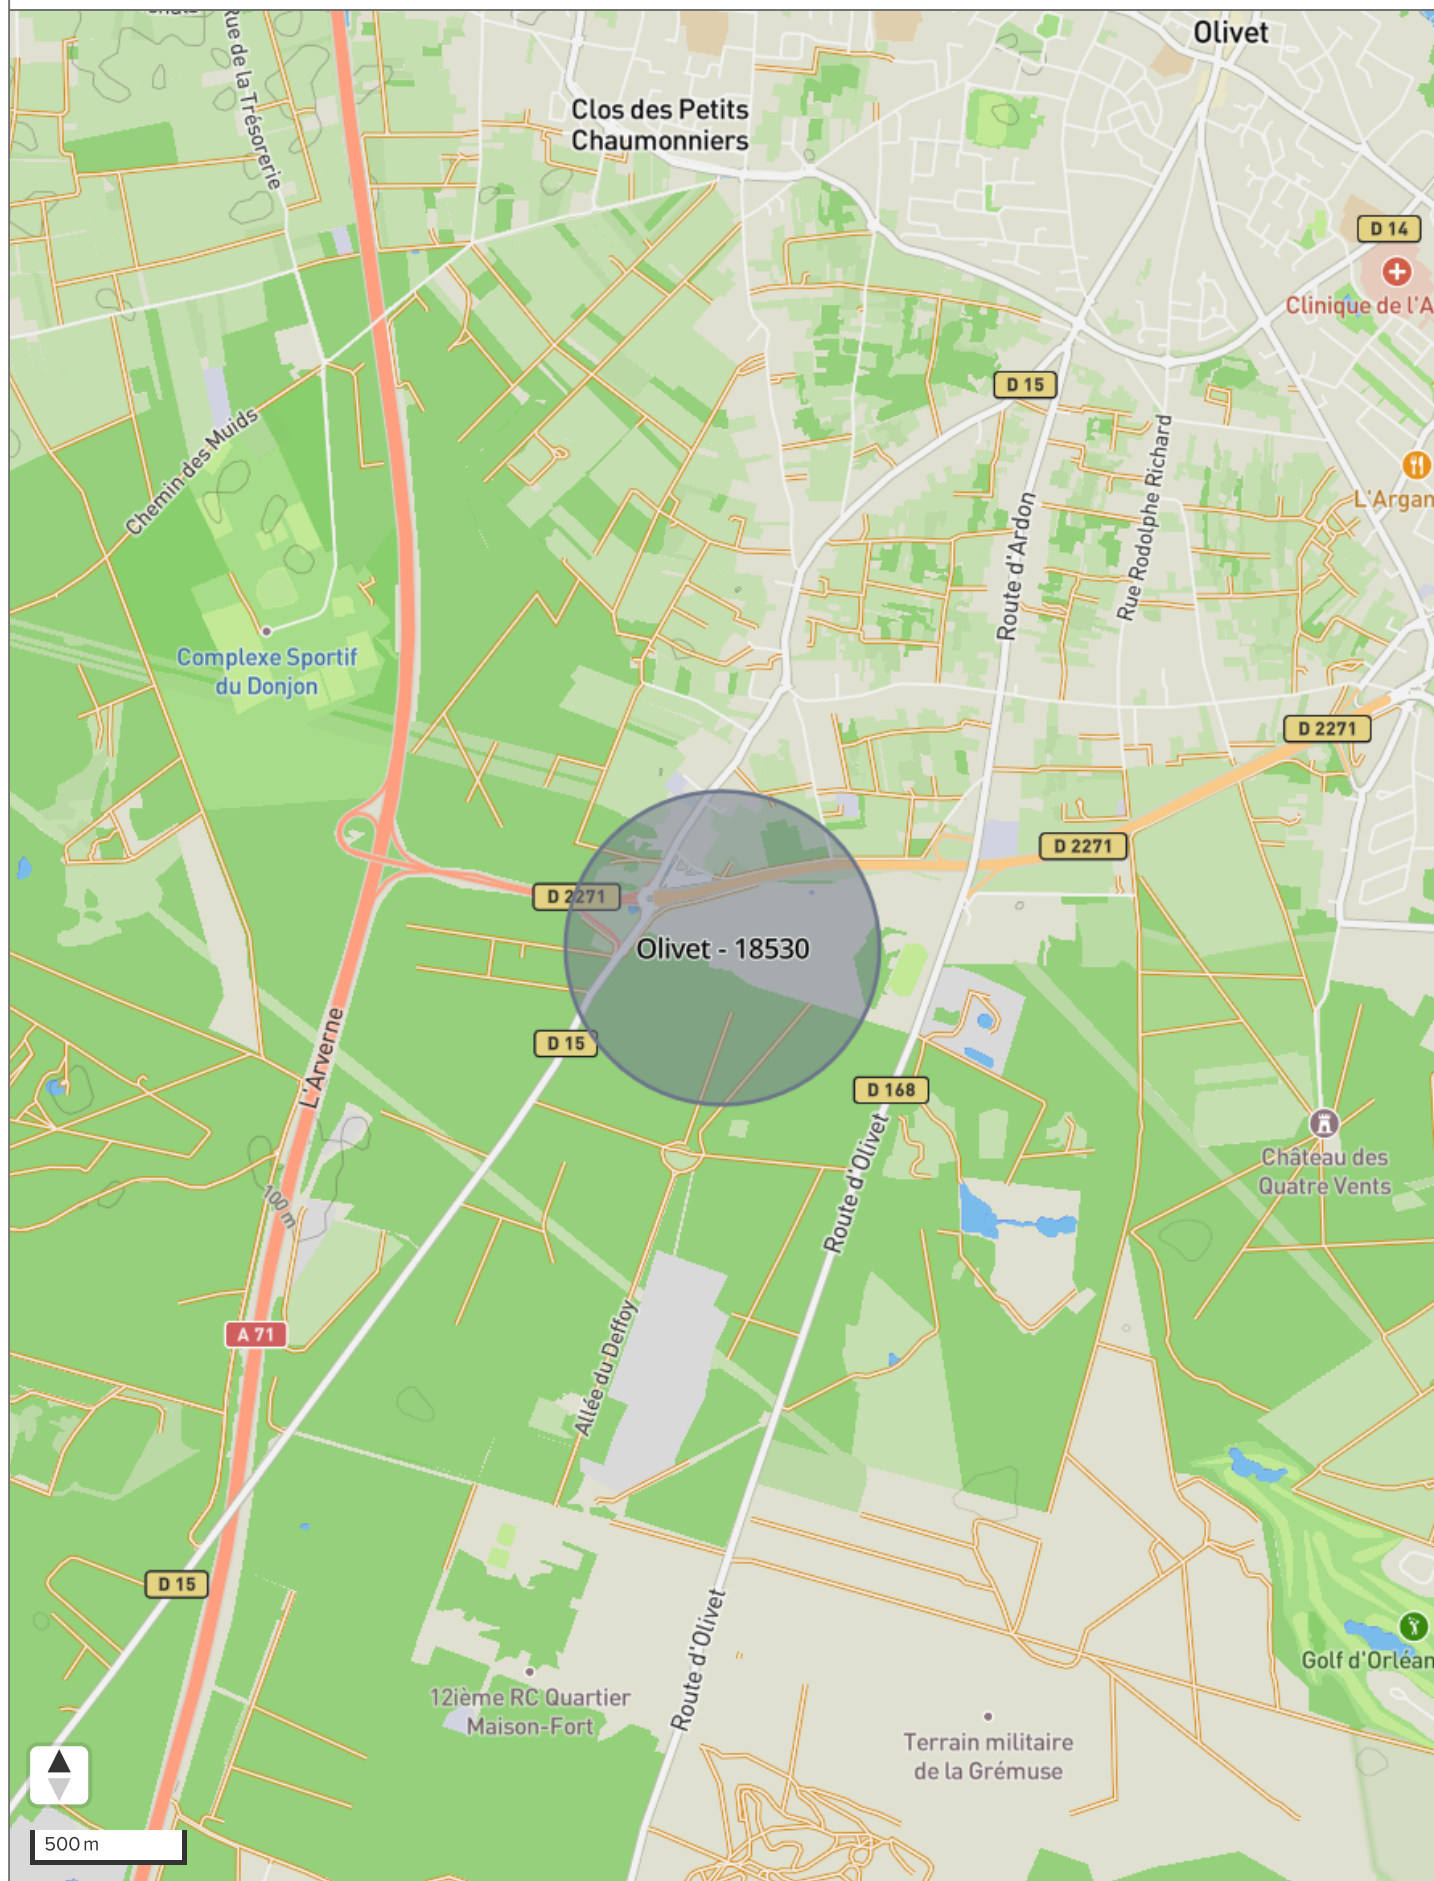 Olivet
Rue de la Trésorerie
Clos des Petits
Chaumonniers
D 14
Clinique de l'A
D 15
L'Argan
Chemin des Muids
Route d'Ardon
Rue Rodolphe Richard
Complexe Sportif
du Donjon
D 2271
D 2271
D 2271
Olivet - 18530
D 15
L'Arverne
D 168
Route d'Olivet
Château des
Quatre Vents
100 m
A 71
Allée du Deffoy
D 15
Route d'Olivet
Golf d'Orléan
12ième RC Quartier
Maison-Fort
Terrain militaire
de la Grémuse
500 m